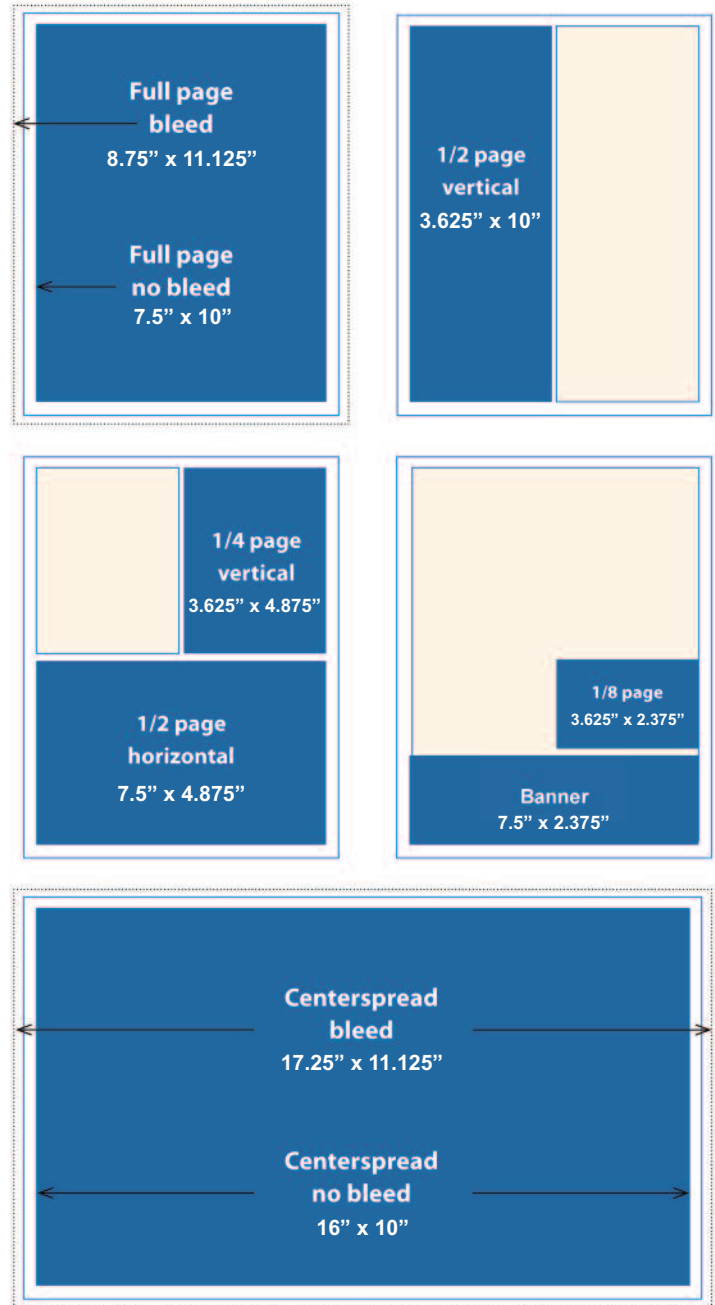 Full page
bleed
8.75” x 11.125”
Full page
no bleed
7.5” x 10”
1/2 page
vertical
3.625” x 10”
1/4 page
vertical
3.625” x 4.875”
1/2 page
horizontal
7.5” x 4.875”
1/8 page
3.625” x 2.375”
Banner
7.5” x 2.375”
Centerspread
bleed
17.25” x 11.125”
Centerspread
no bleed
16” x 10”